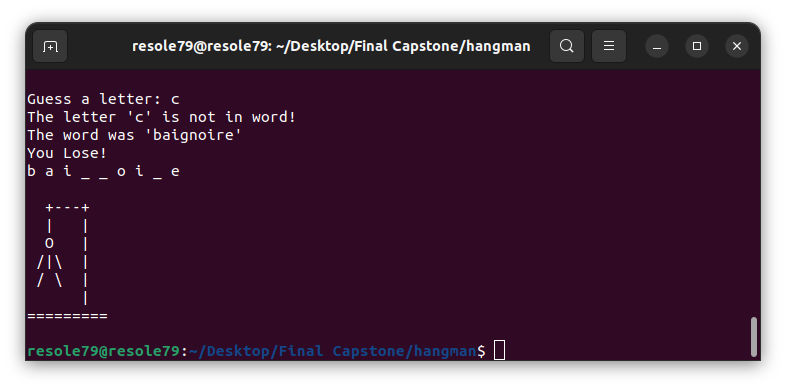 resole79@resole79: ~/Desktop/Final Capstone/hangman
Guess a letter: c
The letter 'c' is not in word!
The word was 'baignoire'
You Lose!
b a i _ _ o i _ e
  +---+
  |   |
  O   |
 /|\  |
 / \  |
      |
=========
resole79@resole79:~/Desktop/Final Capstone/hangman$